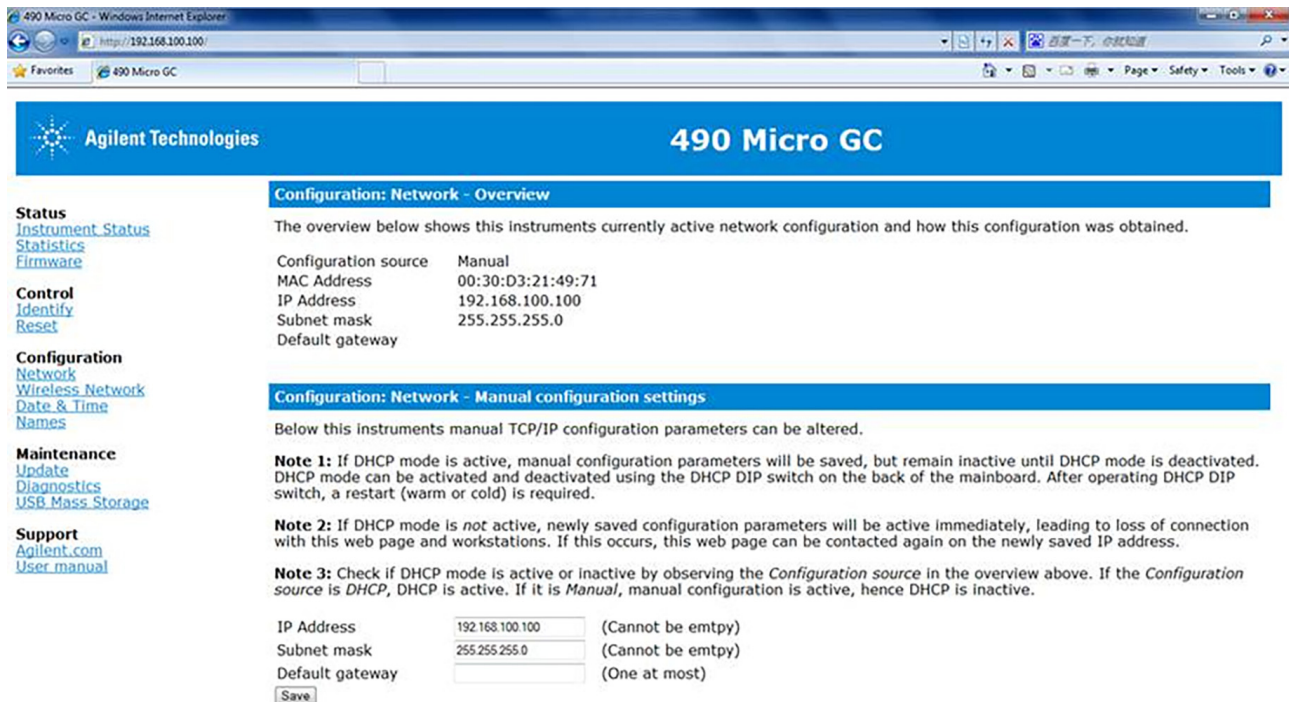 490 Micro GC - Windows Internet Explorer
http://192.168.100.100/
百度一下，你就知道
Favorites 490 Micro GC
Page Safety Tools
Agilent Technologies
490 Micro GC
Status
Instrument Status
Statistics
Firmware
Control
Identify
Reset
Configuration
Network
Wireless Network
Date & Time
Names
Maintenance
Update
Diagnostics
USB Mass Storage
Support
Agilent.com
User manual
Configuration: Network - Overview
The overview below shows this instruments currently active network configuration and how this configuration was obtained.
Configuration source Manual
MAC Address 00:30:D3:21:49:71
IP Address 192.168.100.100
Subnet mask 255.255.255.0
Default gateway
Configuration: Network - Manual configuration settings
Below this instruments manual TCP/IP configuration parameters can be altered.
Note 1: If DHCP mode is active, manual configuration parameters will be saved, but remain inactive until DHCP mode is deactivated.
DHCP mode can be activated and deactivated using the DHCP DIP switch on the back of the mainboard. After operating DHCP DIP
switch, a restart (warm or cold) is required.
Note 2: If DHCP mode is not active, newly saved configuration parameters will be active immediately, leading to loss of connection
with this web page and workstations. If this occurs, this web page can be contacted again on the newly saved IP address.
Note 3: Check if DHCP mode is active or inactive by observing the Configuration source in the overview above. If the Configuration
source is DHCP, DHCP is active. If it is Manual, manual configuration is active, hence DHCP is inactive.
IP Address 192.168.100.100 (Cannot be emtpy)
Subnet mask 255.255.255.0 (Cannot be emtpy)
Default gateway (One at most)
Save